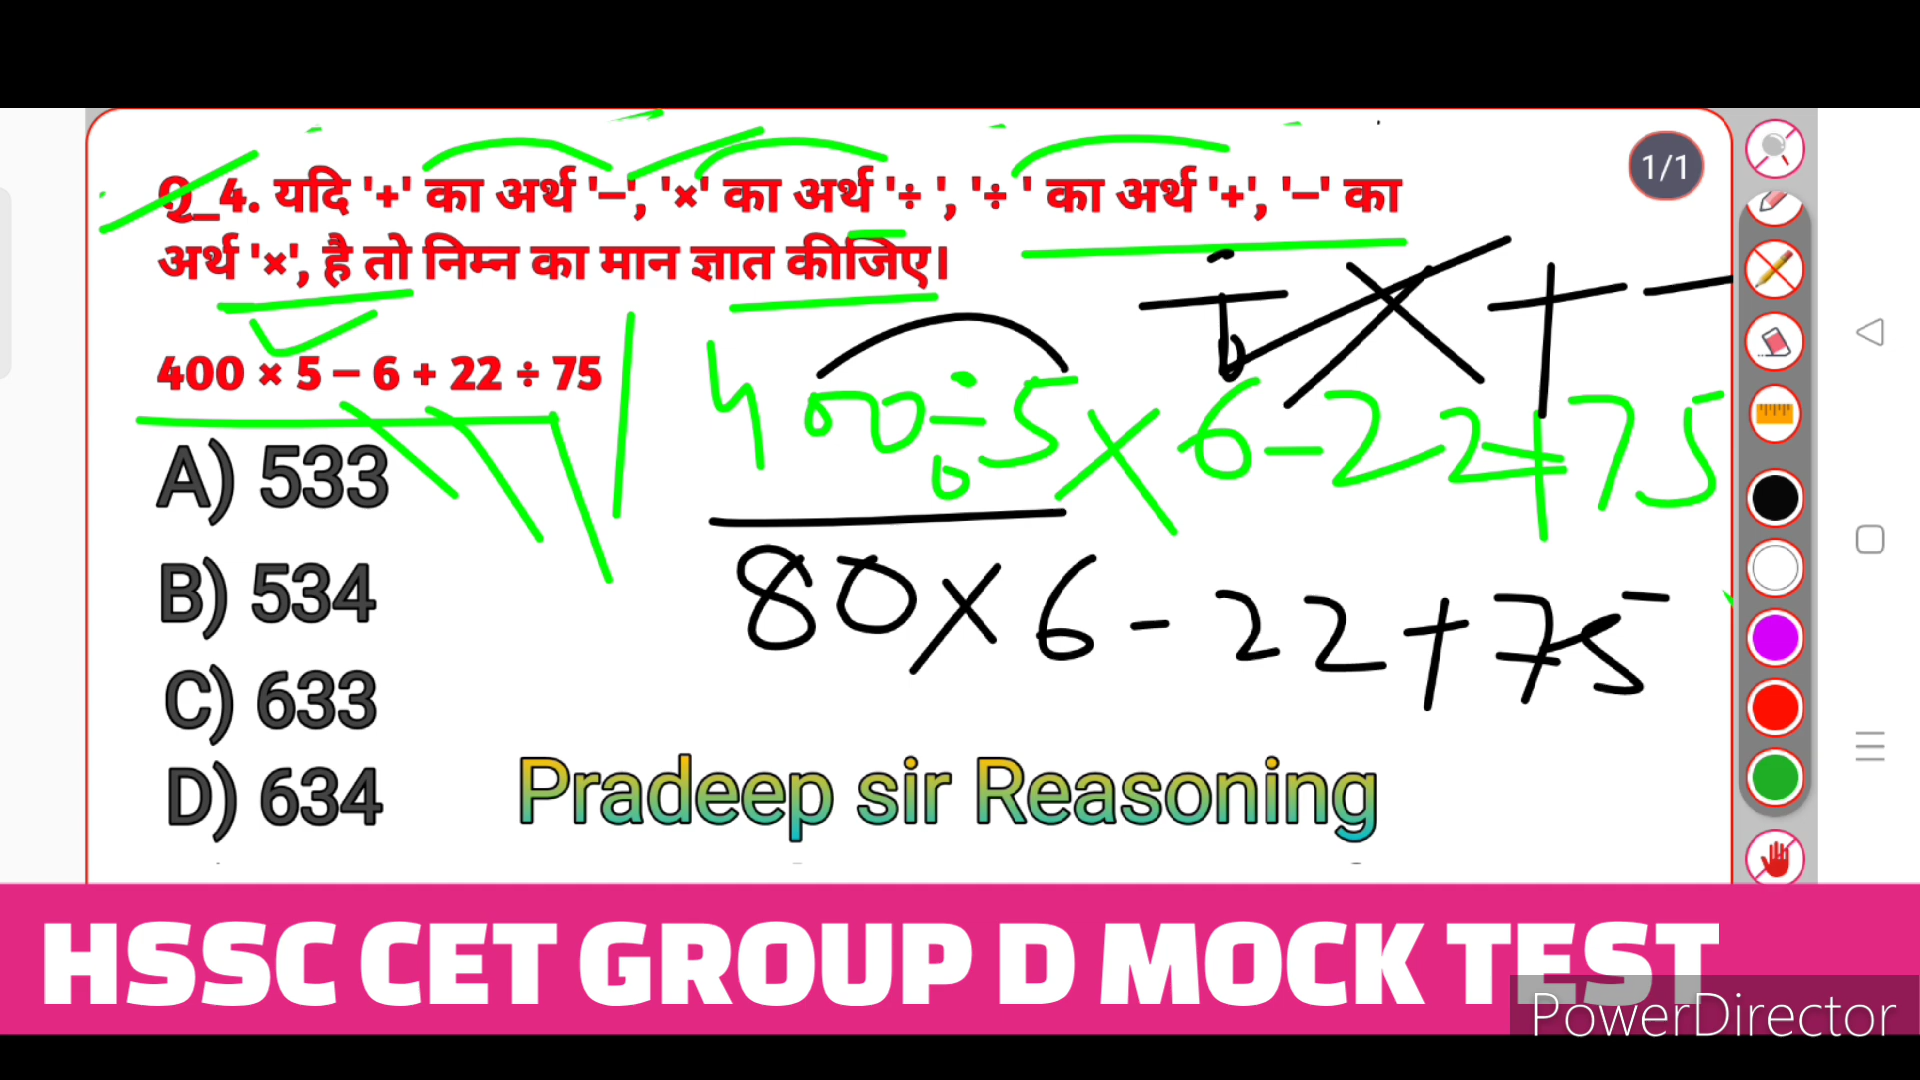 1/1
Q_4. यदि '+' का अर्थ '−', '×' का अर्थ '÷ ', '÷ ' का अर्थ '+', '−' का
अर्थ '×', है तो निम्न का मान ज्ञात कीजिए।
400 × 5 − 6 + 22 ÷ 75
400 ÷ 5 × 6 - 22 + 75
A) 533
B) 534
80 × 6 - 22 + 75
C) 633
D) 634
Pradeep sir Reasoning
HSSC CET GROUP D MOCK TEST
PowerDirector